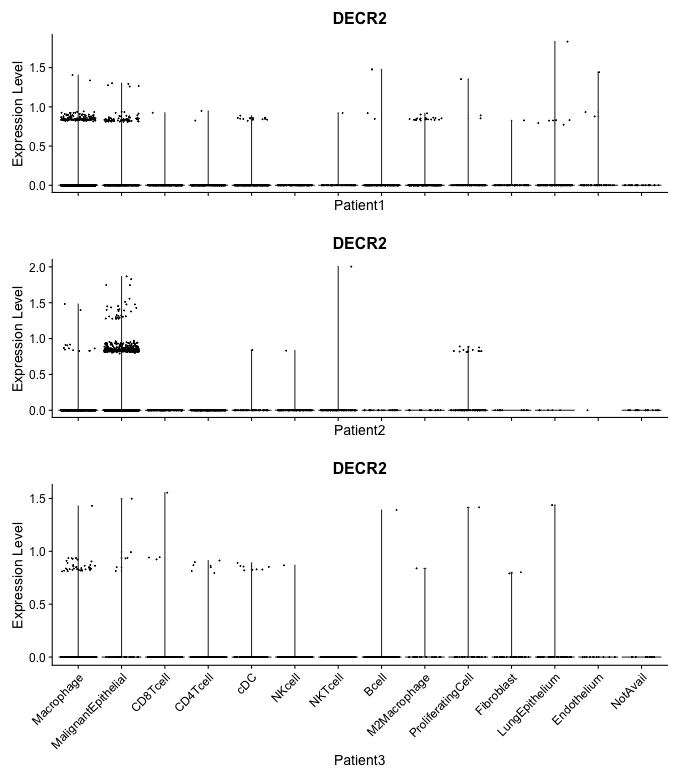 DECR2
Expression Level
1.5
1.0
0.5
0.0
Patient1
DECR2
Expression Level
2.0
1.5
1.0
0.5
0.0
Patient2
DECR2
Expression Level
1.5
1.0
0.5
0.0
Macrophage
MalignantEpithelial
CD8Tcell
CD4Tcell
cDC
NKcell
NKTcell
Bcell
M2Macrophage
ProliferatingCell
Fibroblast
LungEpithelium
Endothelium
NotAvail
Patient3